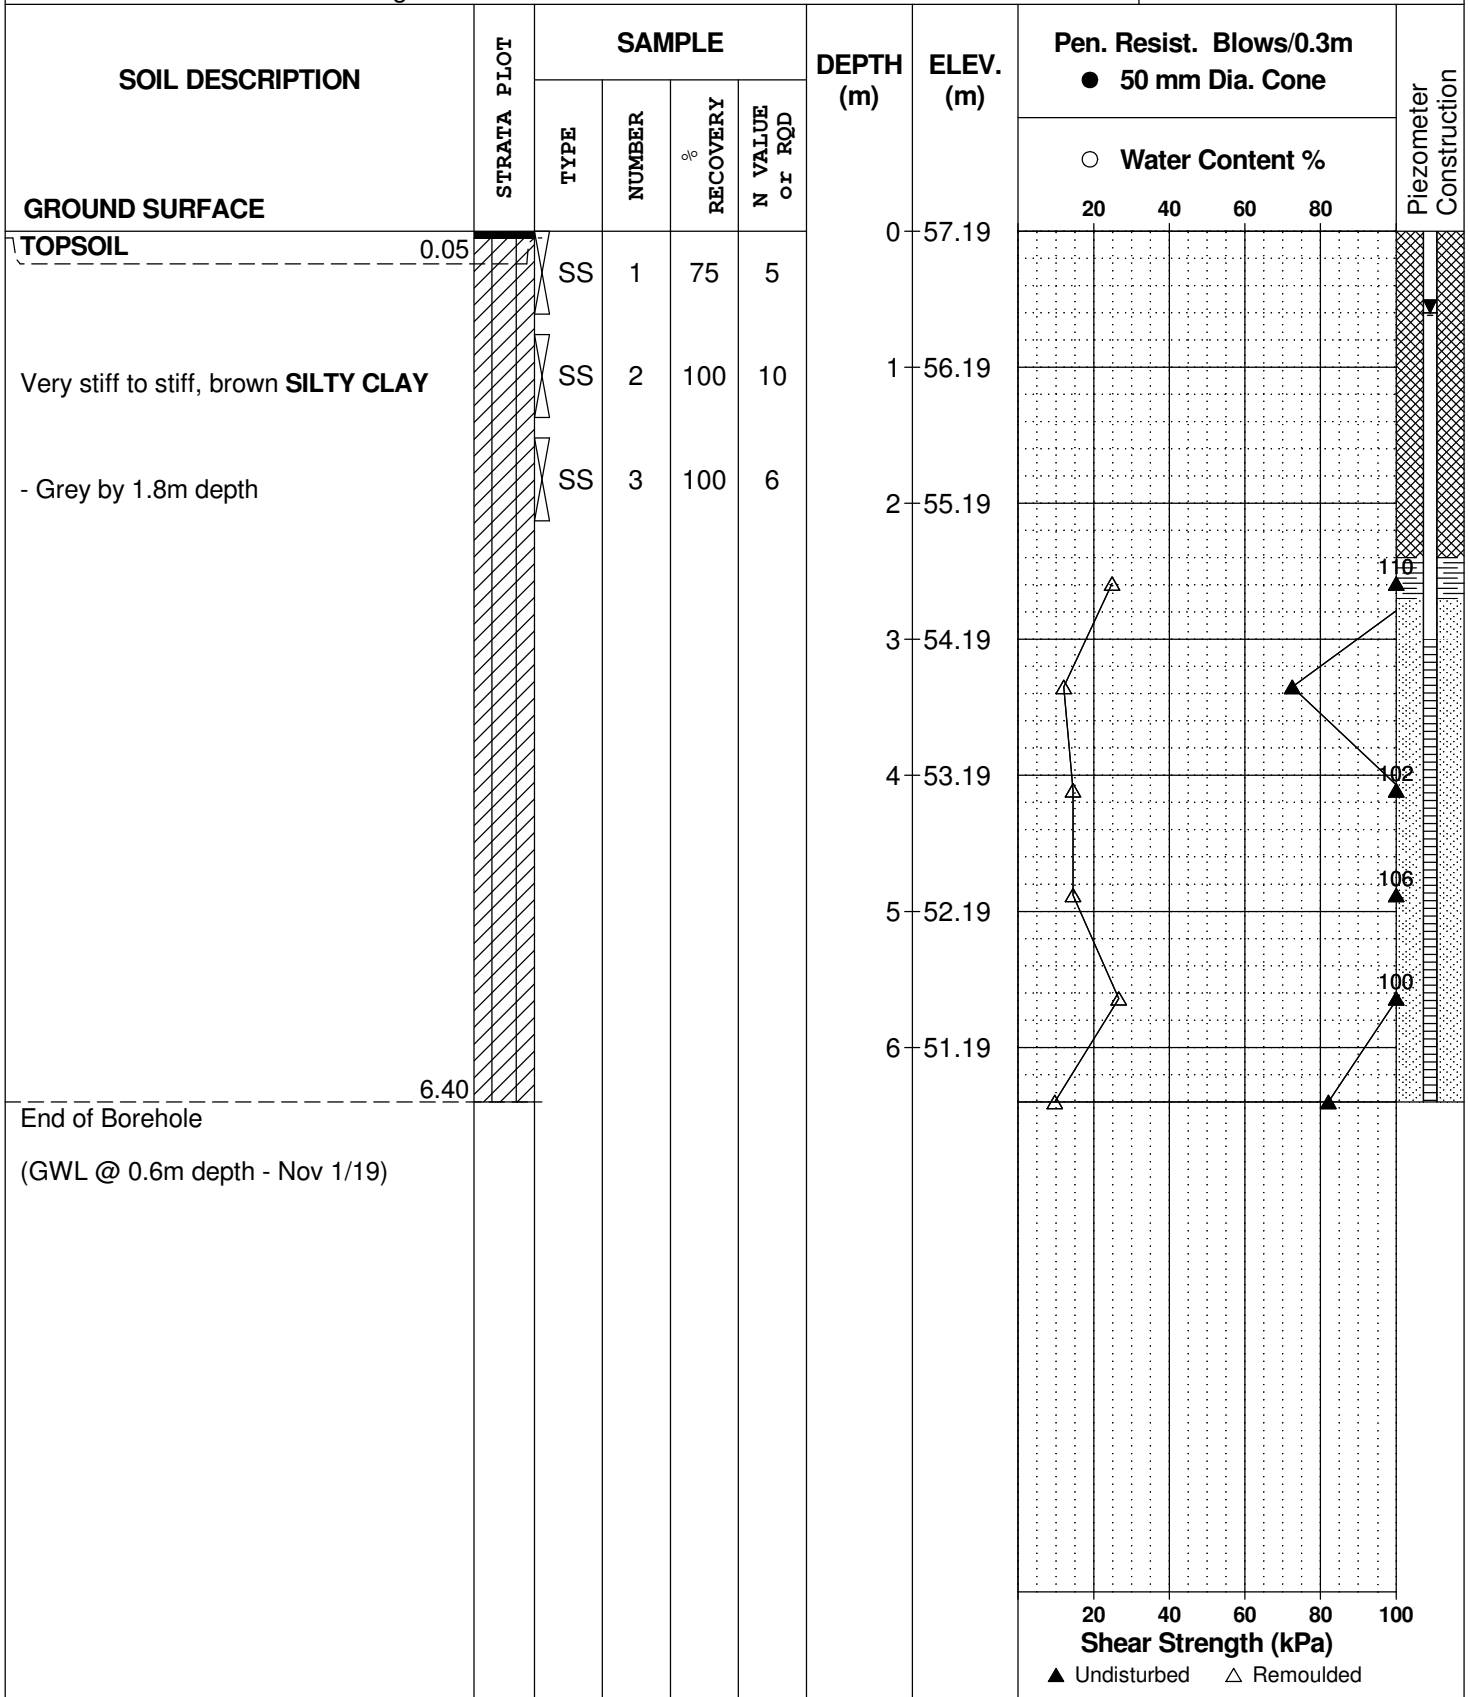 SOIL DESCRIPTION
GROUND SURFACE
STRATA PLOT
SAMPLE
TYPE
NUMBER
%
RECOVERY
N VALUE
or RQD
DEPTH
(m)
ELEV.
(m)
Pen. Resist. Blows/0.3m
● 50 mm Dia. Cone
○ Water Content %
20 40 60 80
Piezometer
Construction
TOPSOIL 0.05
0 57.19
SS 1 75 5
1 56.19
Very stiff to stiff, brown SILTY CLAY
SS 2 100 10
- Grey by 1.8m depth
SS 3 100 6
2 55.19
110
3 54.19
4 53.19
102
106
5 52.19
100
6 51.19
6.40
End of Borehole
(GWL @ 0.6m depth - Nov 1/19)
20 40 60 80 100
Shear Strength (kPa)
▲ Undisturbed △ Remoulded